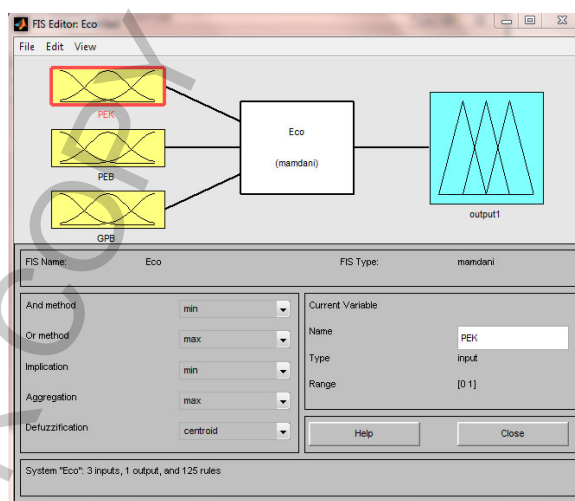 FIS Editor: Eco
File Edit View
PEK
PEB
GPB
Eco
(mamdani)
output1
FIS Name: Eco FIS Type: mamdani
And method min
Or method max
Implication min
Aggregation max
Defuzzification centroid
Current Variable
Name PEK
Type input
Range [0 1]
Help Close
System "Eco": 3 inputs, 1 output, and 125 rules
COPY